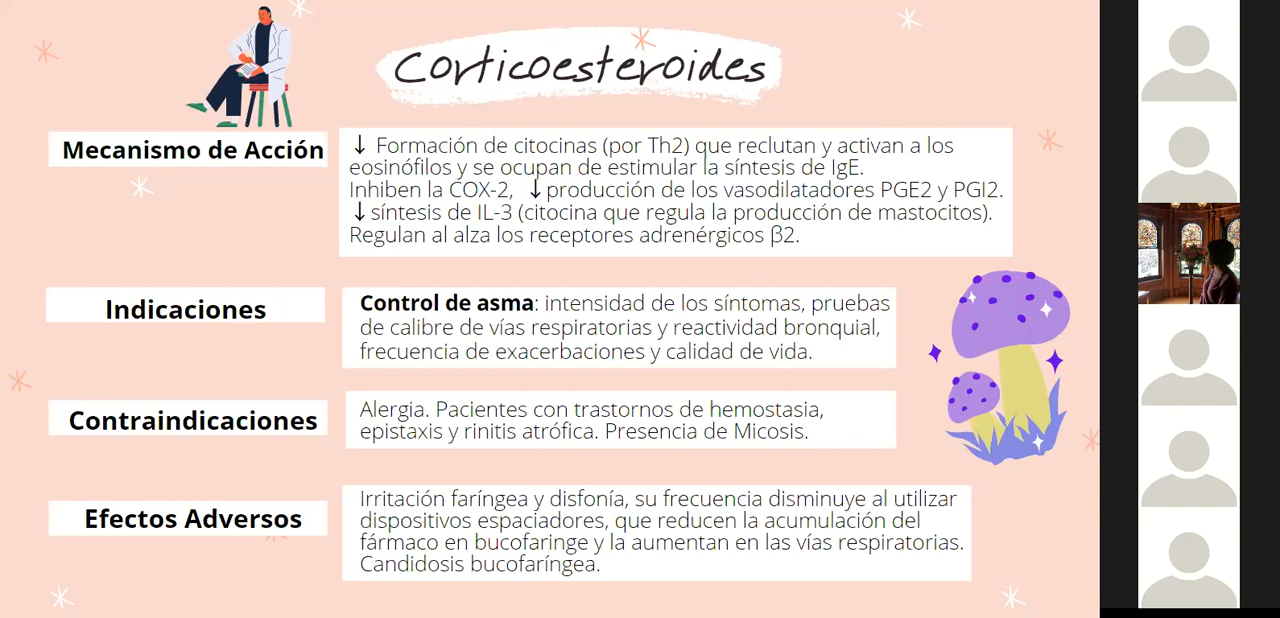 Corticoesteroides
Mecanismo de Acción
↓ Formación de citocinas (por Th2) que reclutan y activan a los
eosinófilos y se ocupan de estimular la síntesis de IgE.
Inhiben la COX-2, ↓producción de los vasodilatadores PGE2 y PGI2.
↓síntesis de IL-3 (citocina que regula la producción de mastocitos).
Regulan al alza los receptores adrenérgicos β2.
Indicaciones
Control de asma: intensidad de los síntomas, pruebas
de calibre de vías respiratorias y reactividad bronquial,
frecuencia de exacerbaciones y calidad de vida.
Contraindicaciones
Alergia. Pacientes con trastornos de hemostasia,
epistaxis y rinitis atrófica. Presencia de Micosis.
Efectos Adversos
Irritación faríngea y disfonía, su frecuencia disminuye al utilizar
dispositivos espaciadores, que reducen la acumulación del
fármaco en bucofaringe y la aumentan en las vías respiratorias.
Candidosis bucofaríngea.